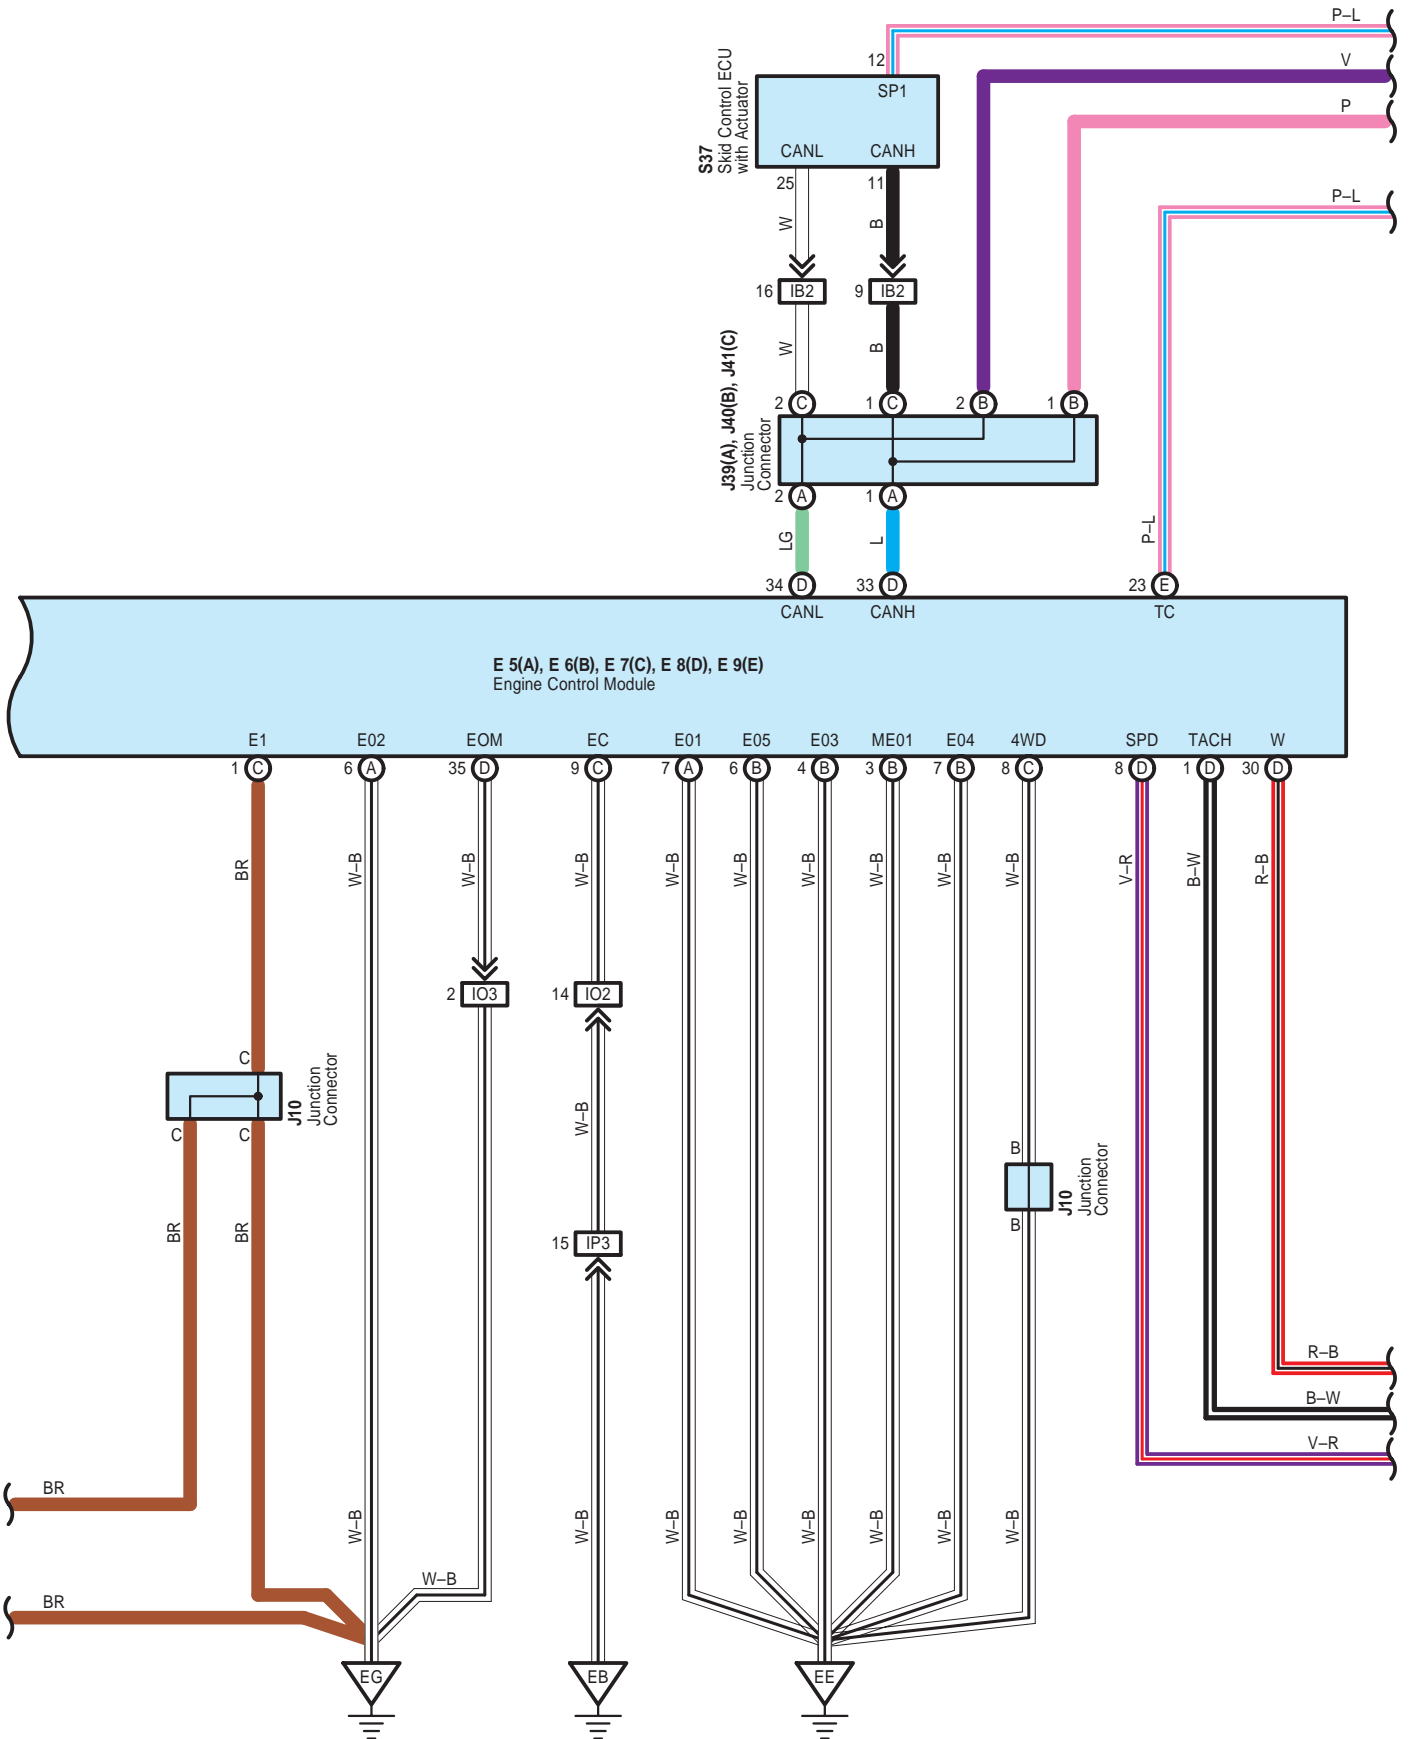 P–L
12
V
SP1
P
S37
Skid Control ECU
with Actuator
CANL
CANH
25
11
P–L
W
B
16
IB2
9
IB2
W
B
J39(A), J40(B), J41(C)
Junction
Connector
2
C
1
C
2
B
1
B
2
A
1
A
LG
L
P–L
34
D
33
D
23
E
CANL
CANH
TC
E 5(A), E 6(B), E 7(C), E 8(D), E 9(E)
Engine Control Module
E1
E02
EOM
EC
E01
E05
E03
ME01
E04
4WD
SPD
TACH
W
1
C
6
A
35
D
9
C
7
A
6
B
4
B
3
B
7
B
8
C
8
D
1
D
30
D
BR
W–B
W–B
W–B
W–B
W–B
W–B
W–B
W–B
W–B
V–R
B–W
R–B
2
IO3
14
IO2
C
J10
Junction
Connector
C
C
W–B
B
J10
Junction
Connector
B
BR
BR
15
IP3
R–B
B–W
V–R
BR
W–B
W–B
W–B
W–B
W–B
W–B
W–B
W–B
W–B
BR
EG
EB
EE